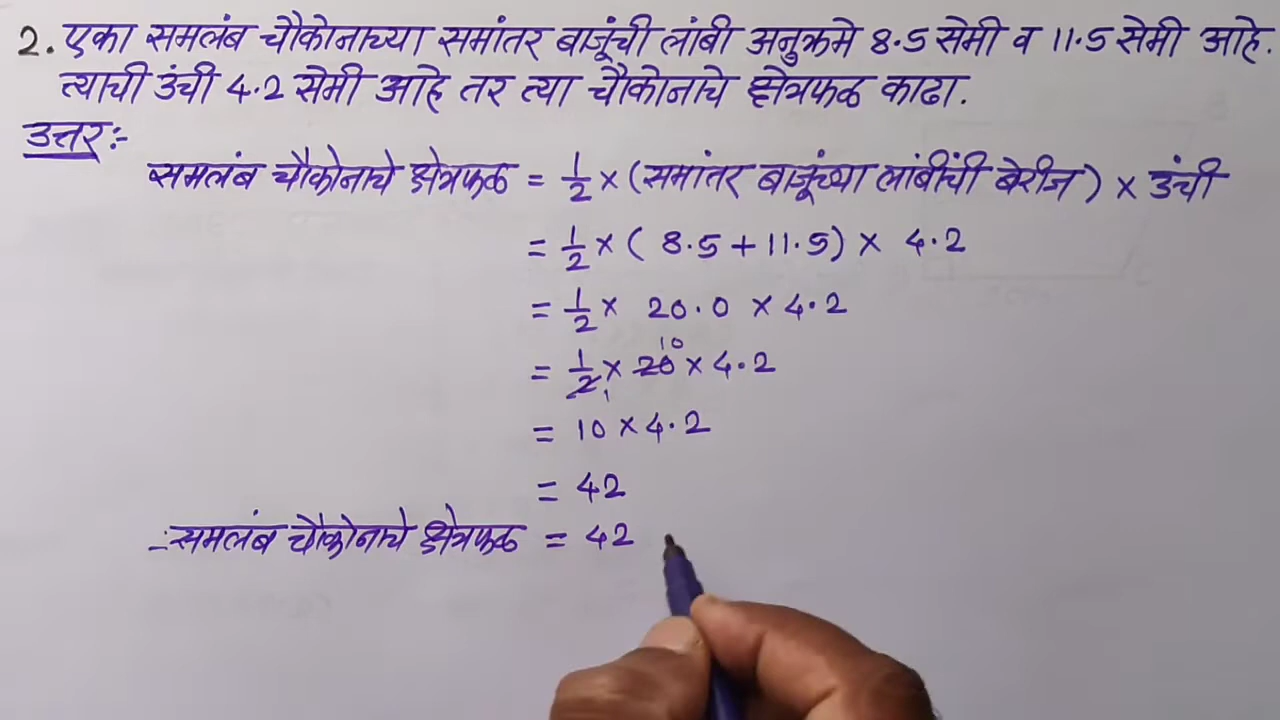 2. एका समलंब चौकोनाच्या समांतर बाजूंची लांबी अनुक्रमे 8.5 सेमी व 11.5 सेमी आहे.
त्याची उंची 4.2 सेमी आहे तर त्या चौकोनाचे क्षेत्रफळ काढा.
उत्तर:-
समलंब चौकोनाचे क्षेत्रफळ = 1/2 × (समांतर बाजूंच्या लांबींची बेरीज) × उंची
= 1/2 × ( 8.5 + 11.5) × 4.2
= 1/2 × 20.0 × 4.2
10
= 1/2 × 20 × 4.2
1
= 10 × 4.2
= 42
∴ समलंब चौकोनाचे क्षेत्रफळ = 42